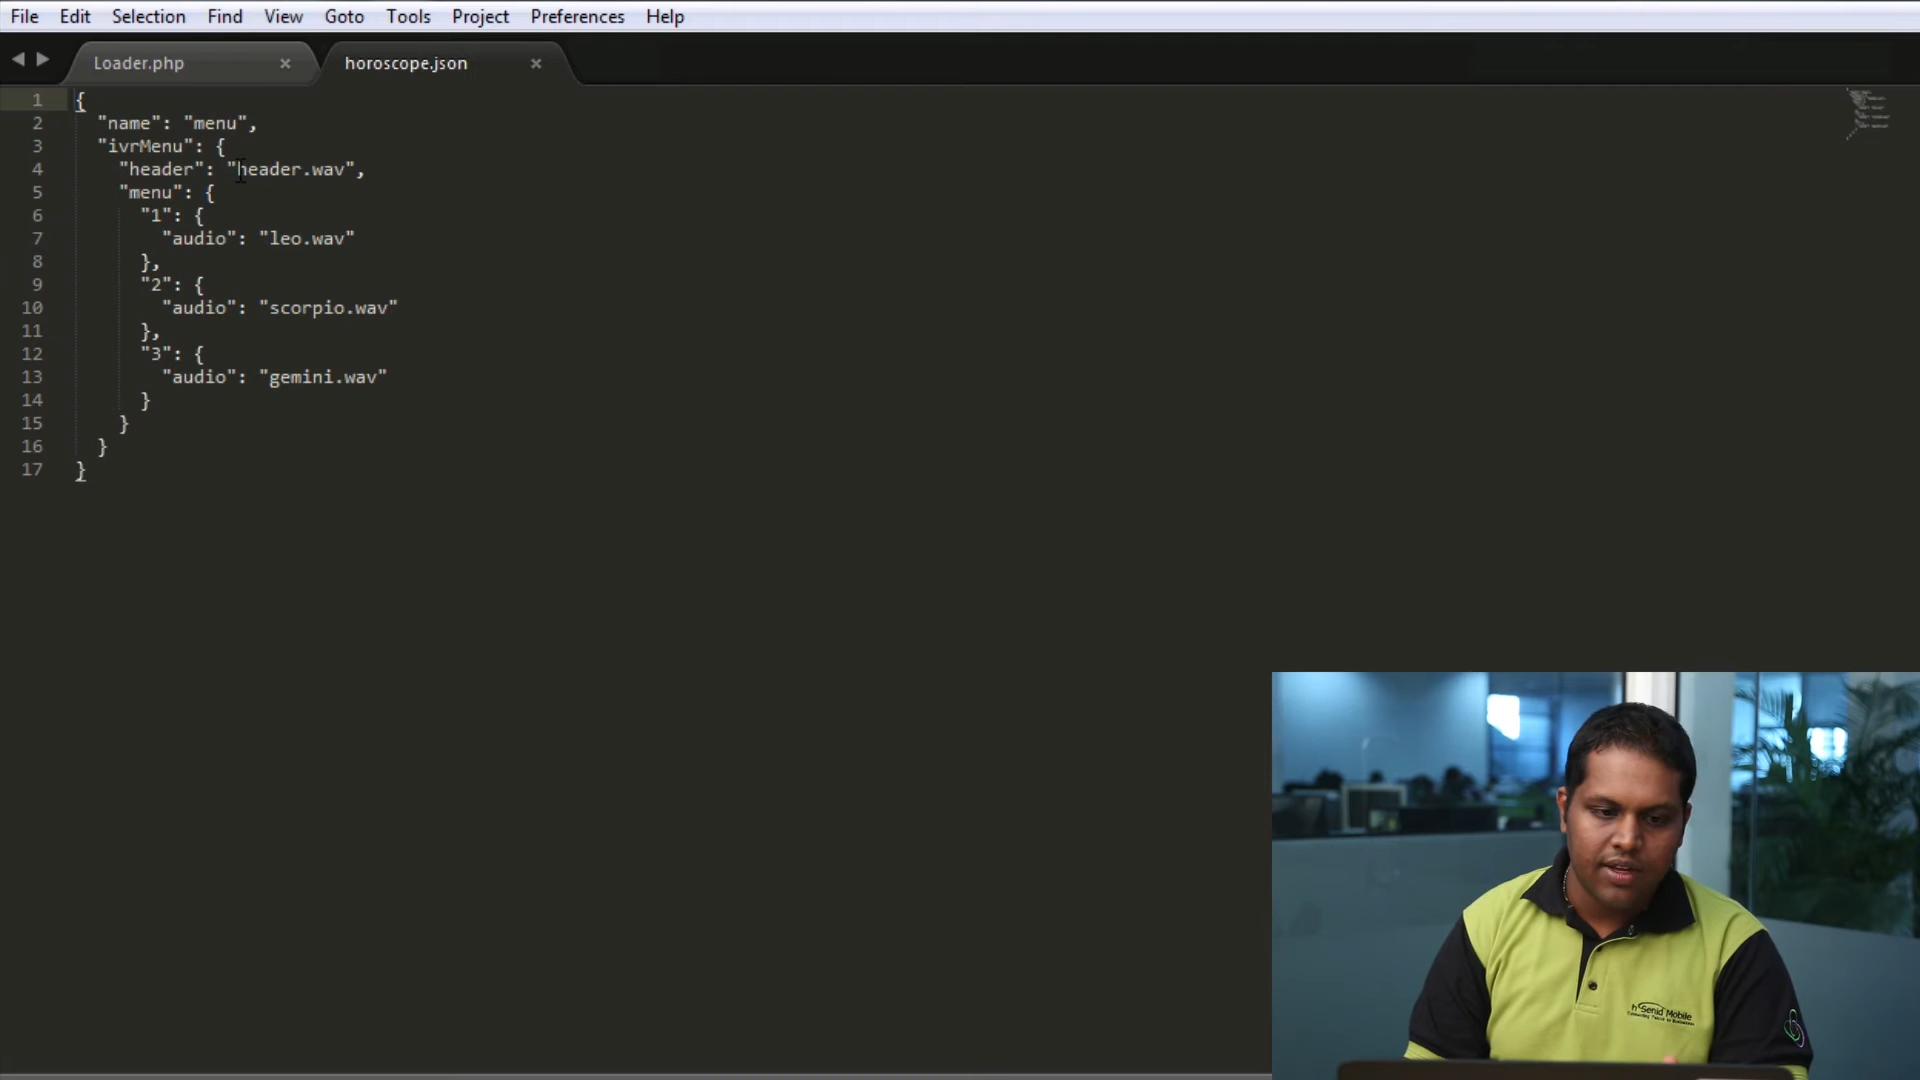 File Edit Selection Find View Goto Tools Project Preferences Help
Loader.php × horoscope.json ×
1 {
2 "name": "menu",
3 "ivrMenu": {
4 "header": "header.wav",
5 "menu": {
6 "1": {
7 "audio": "leo.wav"
8 },
9 "2": {
10 "audio": "scorpio.wav"
11 },
12 "3": {
13 "audio": "gemini.wav"
14 }
15 }
16 }
17 }
hSenid Mobile